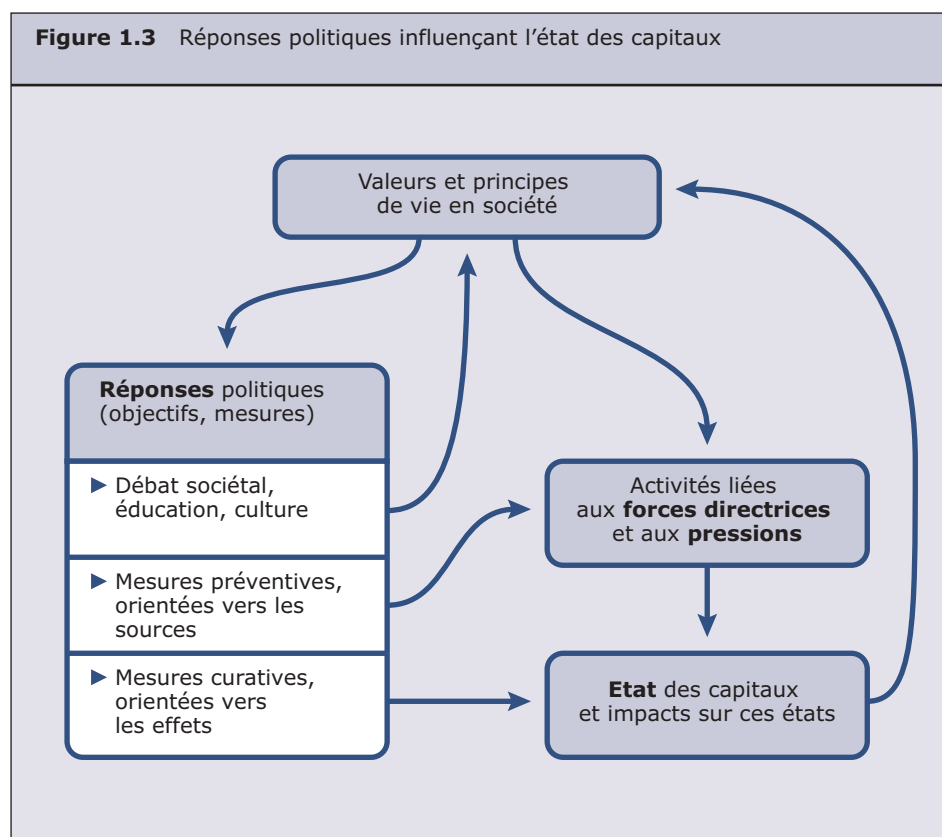 Figure 1.3 Réponses politiques influençant l'état des capitaux
Valeurs et principes
de vie en société
Réponses politiques
(objectifs, mesures)
▶ Débat sociétal,
éducation, culture
▶ Mesures préventives,
orientées vers les
sources
▶ Mesures curatives,
orientées vers
les effets
Activités liées
aux forces directrices
et aux pressions
Etat des capitaux
et impacts sur ces états